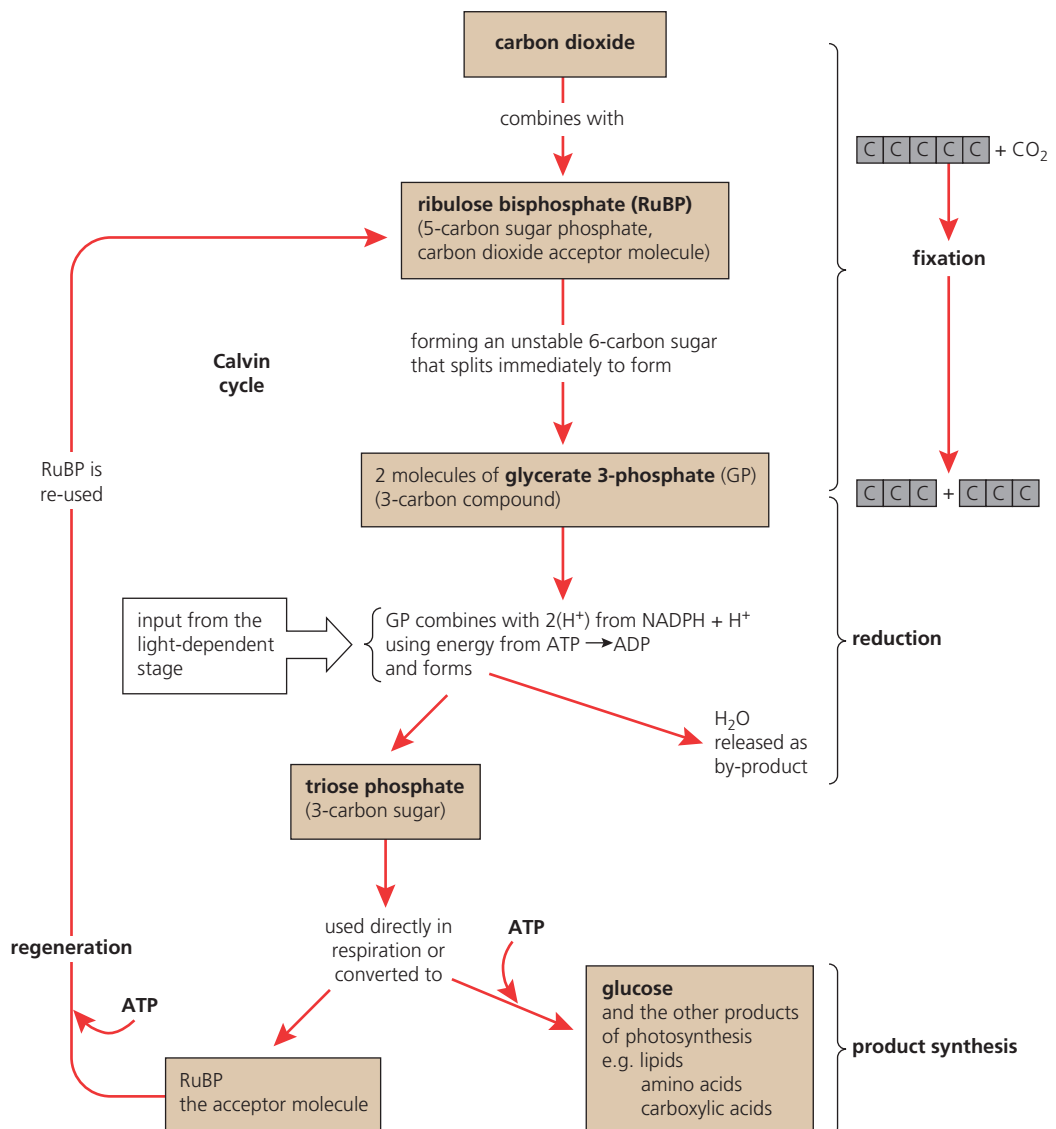 carbon dioxide
combines with
C C C C C + CO₂
ribulose bisphosphate (RuBP)
(5-carbon sugar phosphate,
carbon dioxide acceptor molecule)
fixation
forming an unstable 6-carbon sugar
that splits immediately to form
Calvin
cycle
RuBP is
re-used
2 molecules of glycerate 3-phosphate (GP)
(3-carbon compound)
C C C + C C C
input from the
light-dependent
stage
GP combines with 2(H⁺) from NADPH + H⁺
using energy from ATP → ADP
and forms
reduction
H₂O
released as
by-product
triose phosphate
(3-carbon sugar)
used directly in
respiration or
converted to
ATP
regeneration
ATP
glucose
and the other products
of photosynthesis
e.g. lipids
amino acids
carboxylic acids
product synthesis
RuBP
the acceptor molecule